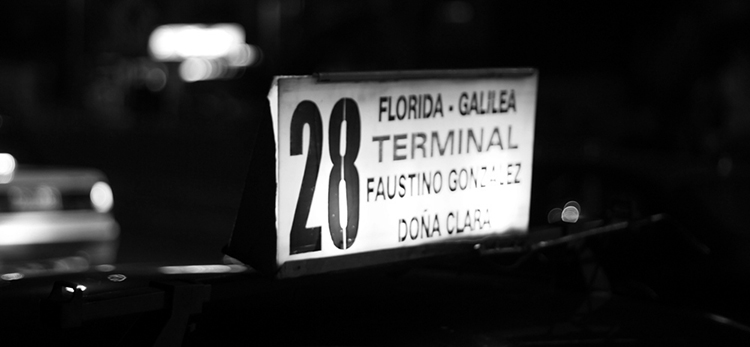 28
FLORIDA - GALILEA
TERMINAL
FAUSTINO GONZALEZ
DOÑA CLARA